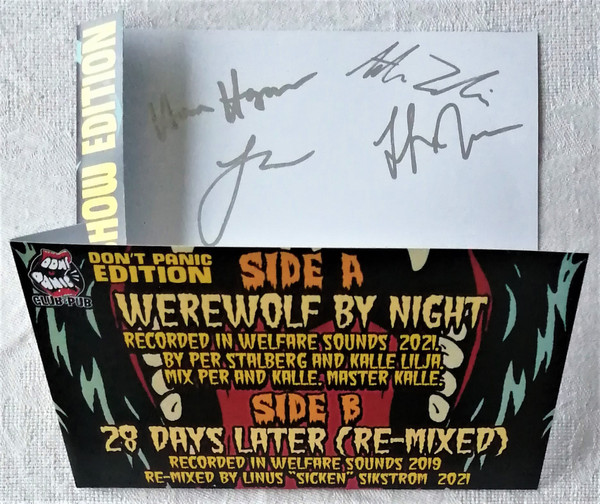 HOW EDITION
DON'T PANIC
CLUB & PUB
DON'T PANIC
EDITION
SIDE A
WEREWOLF BY NIGHT
RECORDED IN WELFARE SOUNDS 2021.
BY PER STALBERG AND KALLE LILJA
MIX PER AND KALLE. MASTER KALLE.
SIDE B
28 DAYS LATER (RE-MIXED)
RECORDED IN WELFARE SOUNDS 2019
RE-MIXED BY LINUS "SICKEN" SIKSTROM 2021